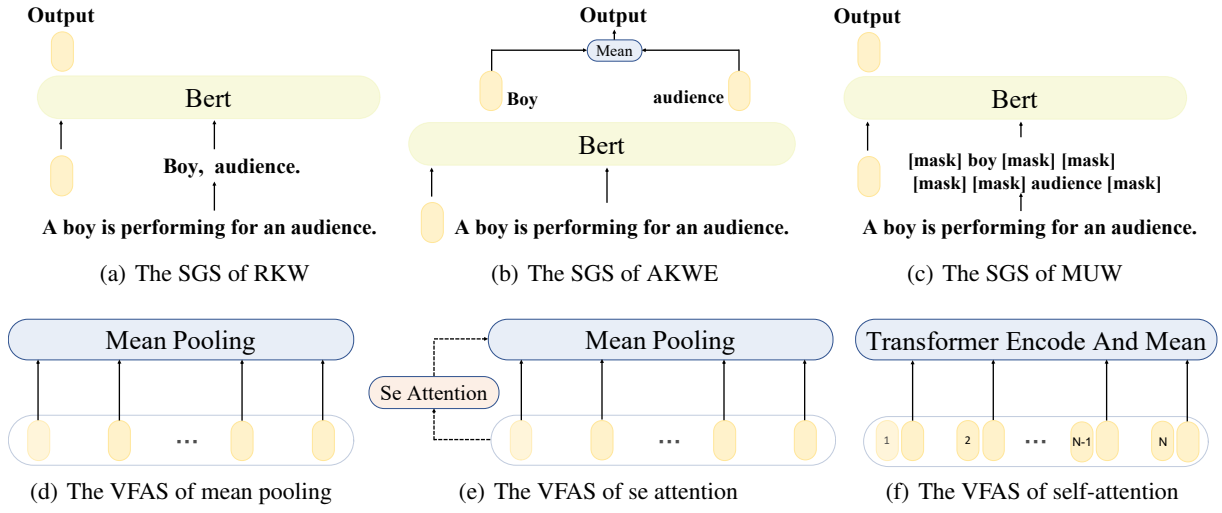 Output
Bert
Boy, audience.
A boy is performing for an audience.
(a) The SGS of RKW
Output
Mean
Boy
audience
Bert
A boy is performing for an audience.
(b) The SGS of AKWE
Output
Bert
[mask] boy [mask] [mask]
[mask] [mask] audience [mask]
A boy is performing for an audience.
(c) The SGS of MUW
Mean Pooling
...
(d) The VFAS of mean pooling
Mean Pooling
Se Attention
...
(e) The VFAS of se attention
Transformer Encode And Mean
1 2 ... N-1 N
(f) The VFAS of self-attention